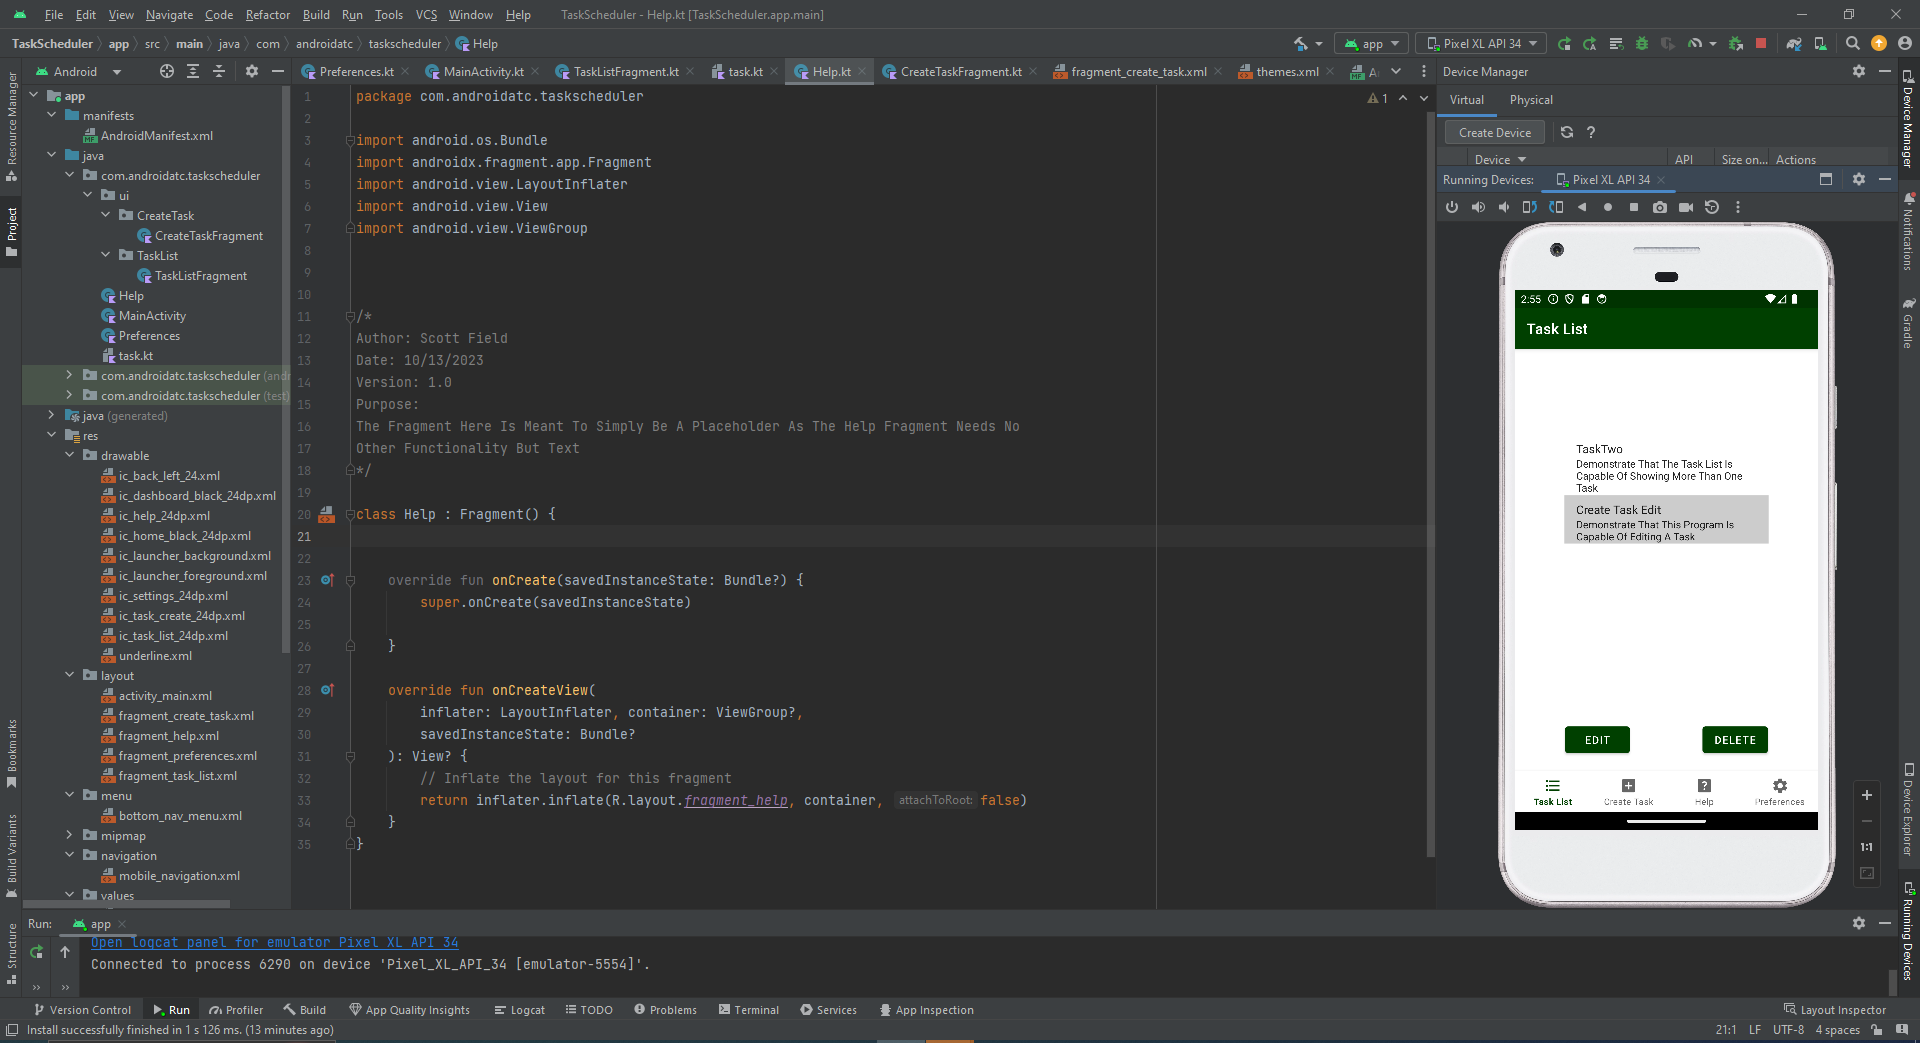 File Edit View Navigate Code Refactor Build Run Tools VCS Window Help TaskScheduler - Help.kt [TaskScheduler.app.main]
TaskScheduler app src main java com androidatc taskscheduler Help
app Pixel XL API 34
Android
Preferences.kt MainActivity.kt TaskListFragment.kt task.kt Help.kt CreateTaskFragment.kt fragment_create_task.xml themes.xml
Resource Manager
Project
Bookmarks
Build Variants
Structure
app
manifests
AndroidManifest.xml
java
com.androidatc.taskscheduler
ui
CreateTask
CreateTaskFragment
TaskList
TaskListFragment
Help
MainActivity
Preferences
task.kt
com.androidatc.taskscheduler (andr
com.androidatc.taskscheduler (test)
java (generated)
res
drawable
ic_back_left_24.xml
ic_dashboard_black_24dp.xml
ic_help_24dp.xml
ic_home_black_24dp.xml
ic_launcher_background.xml
ic_launcher_foreground.xml
ic_settings_24dp.xml
ic_task_create_24dp.xml
ic_task_list_24dp.xml
underline.xml
layout
activity_main.xml
fragment_create_task.xml
fragment_help.xml
fragment_preferences.xml
fragment_task_list.xml
menu
bottom_nav_menu.xml
mipmap
navigation
mobile_navigation.xml
values
1 package com.androidatc.taskscheduler
2
3 import android.os.Bundle
4 import androidx.fragment.app.Fragment
5 import android.view.LayoutInflater
6 import android.view.View
7 import android.view.ViewGroup
8
9
10
11 /*
12 Author: Scott Field
13 Date: 10/13/2023
14 Version: 1.0
15 Purpose:
16 The Fragment Here Is Meant To Simply Be A Placeholder As The Help Fragment Needs No
17 Other Functionality But Text
18 */
19
20 class Help : Fragment() {
21
22
23 override fun onCreate(savedInstanceState: Bundle?) {
24 super.onCreate(savedInstanceState)
25
26 }
27
28 override fun onCreateView(
29 inflater: LayoutInflater, container: ViewGroup?,
30 savedInstanceState: Bundle?
31 ): View? {
32 // Inflate the layout for this fragment
33 return inflater.inflate(R.layout.fragment_help, container, attachToRoot: false)
34 }
35 }
1
Device Manager
Virtual Physical
Create Device ?
Device API Size on... Actions
Running Devices: Pixel XL API 34
2:55
Task List
TaskTwo
Demonstrate That The Task List Is
Capable Of Showing More Than One
Task
Create Task Edit
Demonstrate That This Program Is
Capable Of Editing A Task
EDIT DELETE
Task List Create Task Help Preferences
1:1
Device Manager
Notifications
Gradle
Device Explorer
Running Devices
Run: app
Open logcat panel for emulator Pixel XL API 34
Connected to process 6290 on device 'Pixel_XL_API_34 [emulator-5554]'.
Version Control Run Profiler Build App Quality Insights Logcat TODO Problems Terminal Services App Inspection Layout Inspector
Install successfully finished in 1 s 126 ms. (13 minutes ago) 21:1 LF UTF-8 4 spaces